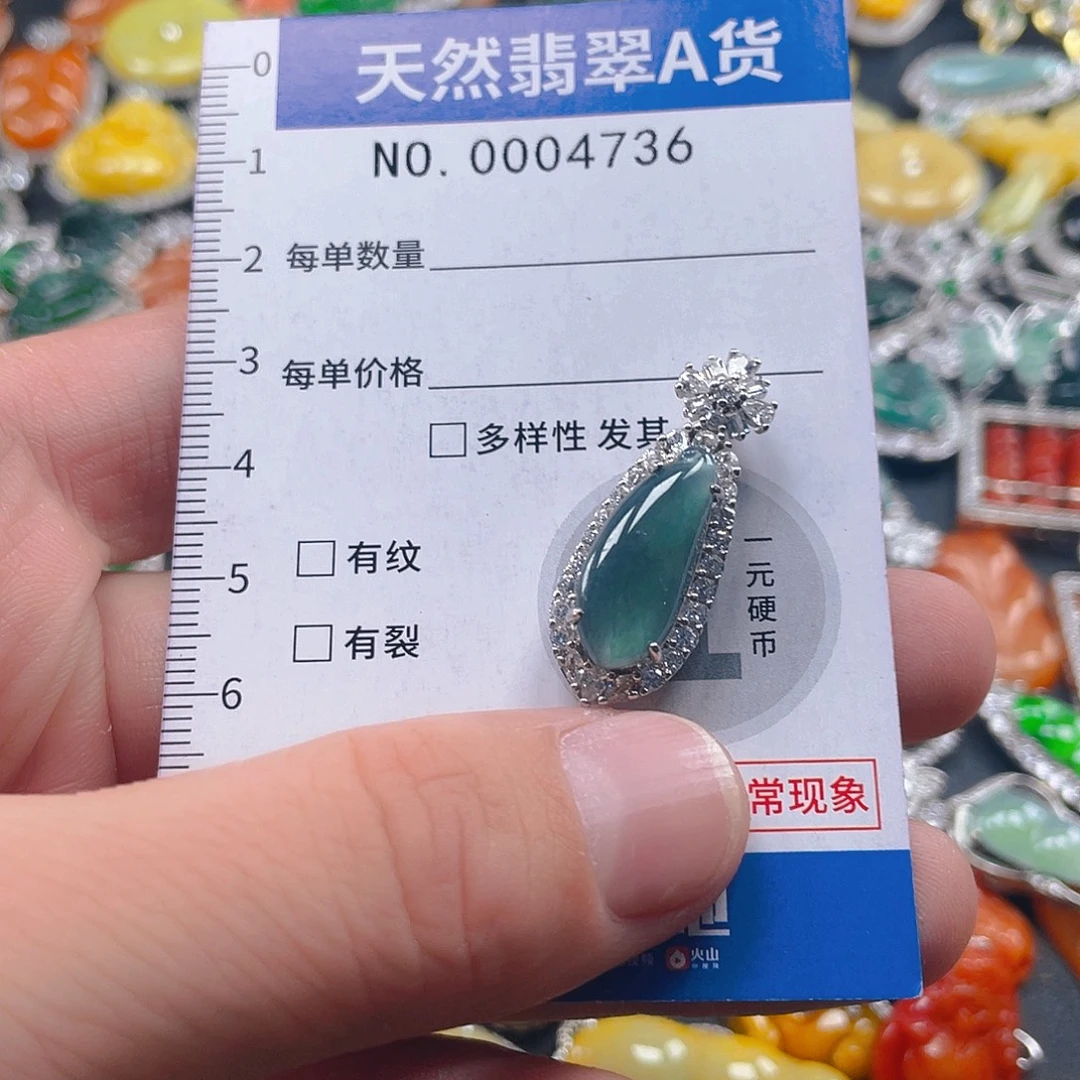 天然翡翠A货
0
NO. 0004736
1
2 每单数量
3 每单价格
多样性 发其
4
有纹
5
一元硬币
有裂
6
常现象
火山